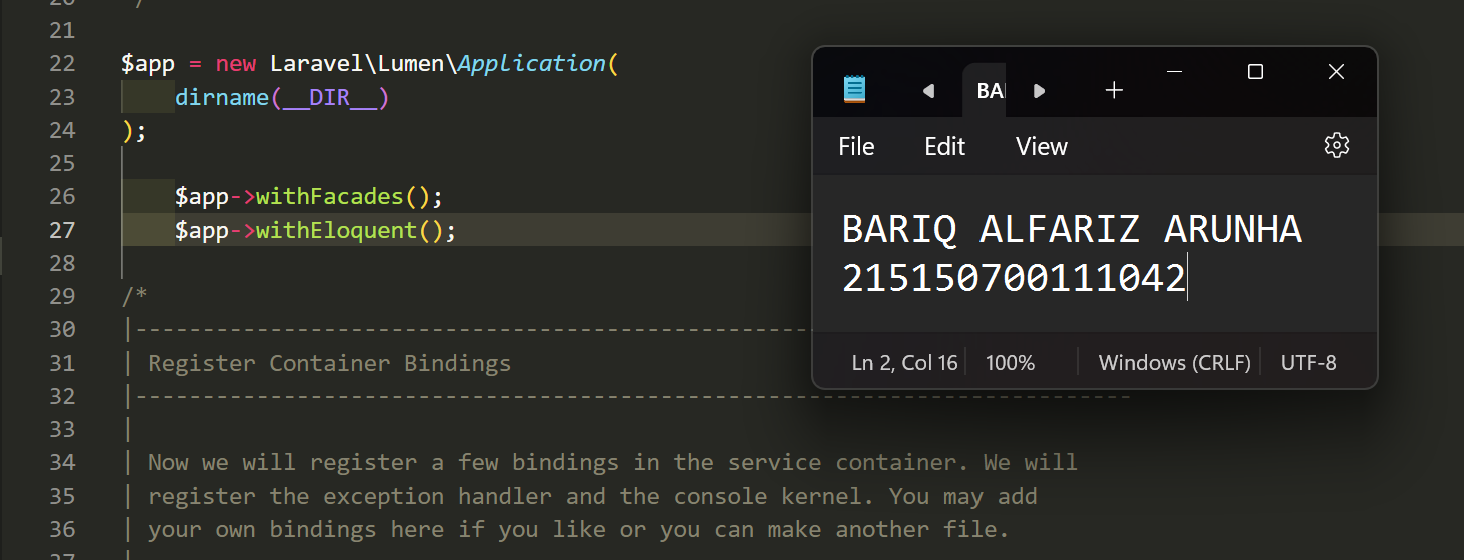 20 */
21
22 $app = new Laravel\Lumen\Application(
23     dirname(__DIR__)
24 );
25
26     $app->withFacades();
27     $app->withEloquent();
28
29 /*
30 |--------------------------------------------------
31 | Register Container Bindings
32 |--------------------------------------------------------------------------
33 |
34 | Now we will register a few bindings in the service container. We will
35 | register the exception handler and the console kernel. You may add
36 | your own bindings here if you like or you can make another file.
37 |
BA
File Edit View
BARIQ ALFARIZ ARUNHA
215150700111042
Ln 2, Col 16 100% Windows (CRLF) UTF-8